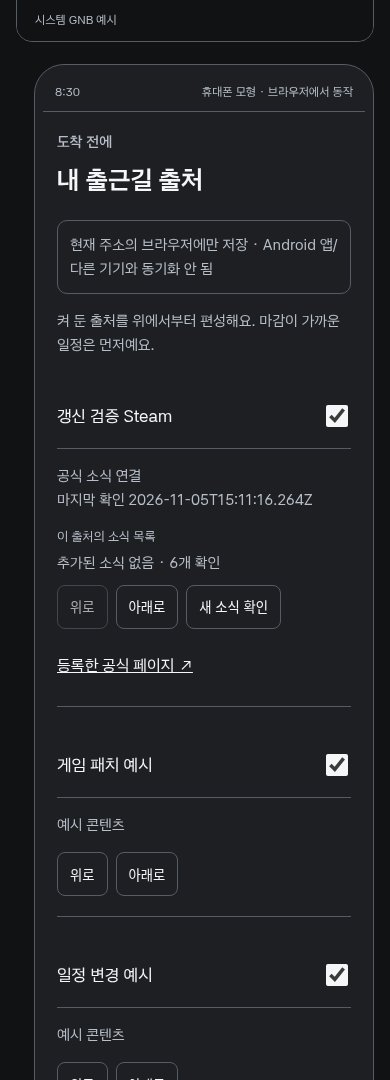 시스템 GNB 예시
8:30
휴대폰 모형 · 브라우저에서 동작
도착 전에
내 출근길 출처
현재 주소의 브라우저에만 저장 · Android 앱/
다른 기기와 동기화 안 됨
켜 둔 출처를 위에서부터 편성해요. 마감이 가까운
일정은 먼저예요.
갱신 검증 Steam
공식 소식 연결
마지막 확인 2026-11-05T15:11:16.264Z
이 출처의 소식 목록
추가된 소식 없음 · 6개 확인
위로
아래로
새 소식 확인
등록한 공식 페이지 ↗
게임 패치 예시
예시 콘텐츠
위로
아래로
일정 변경 예시
예시 콘텐츠